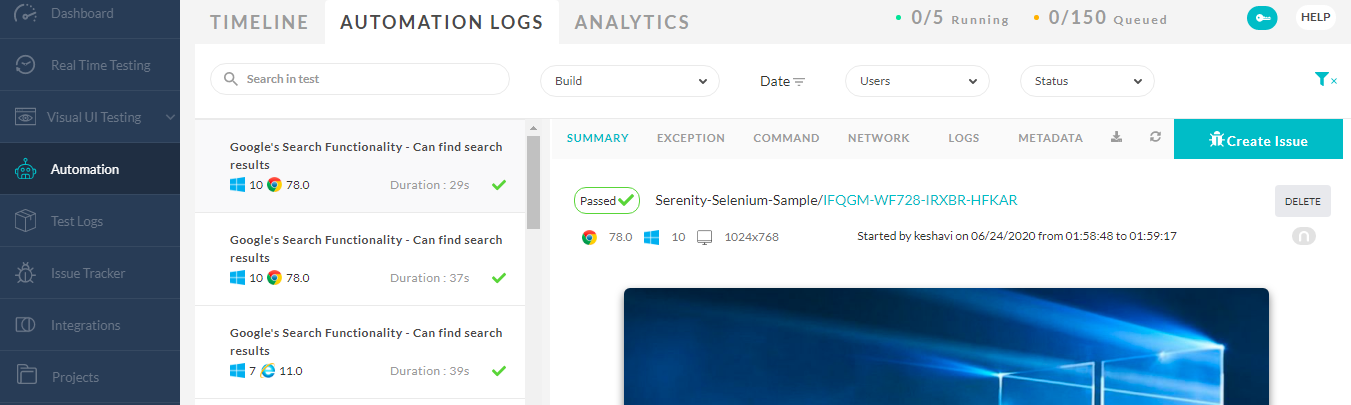 Dashboard
Real Time Testing
Visual UI Testing
Automation
Test Logs
Issue Tracker
Integrations
Projects
TIMELINE AUTOMATION LOGS ANALYTICS
0/5 Running 0/150 Queued
HELP
Search in test
Build
Date
Users
Status
Google's Search Functionality - Can find search
results
10 78.0 Duration : 29s
Google's Search Functionality - Can find search
results
10 78.0 Duration : 37s
Google's Search Functionality - Can find search
results
7 11.0 Duration : 39s
SUMMARY EXCEPTION COMMAND NETWORK LOGS METADATA
Create Issue
Passed Serenity-Selenium-Sample/IFQGM-WF728-IRXBR-HFKAR
DELETE
78.0 10 1024x768
Started by keshavi on 06/24/2020 from 01:58:48 to 01:59:17